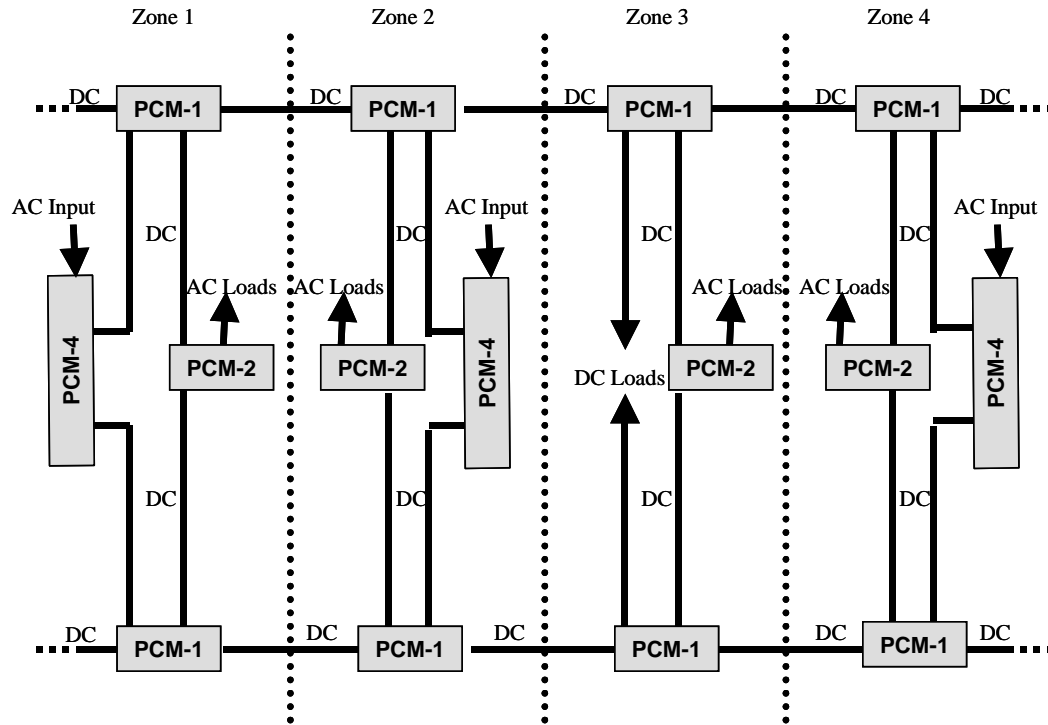 Zone 1
Zone 2
Zone 3
Zone 4
DC
PCM-1
DC
PCM-1
DC
PCM-1
DC
PCM-1
DC
AC Input
DC
DC
AC Input
DC
DC
AC Input
AC Loads
AC Loads
AC Loads
AC Loads
PCM-4
PCM-2
PCM-2
PCM-4
DC Loads
PCM-2
PCM-2
PCM-4
DC
DC
DC
DC
DC
PCM-1
DC
PCM-1
DC
PCM-1
DC
PCM-1
DC